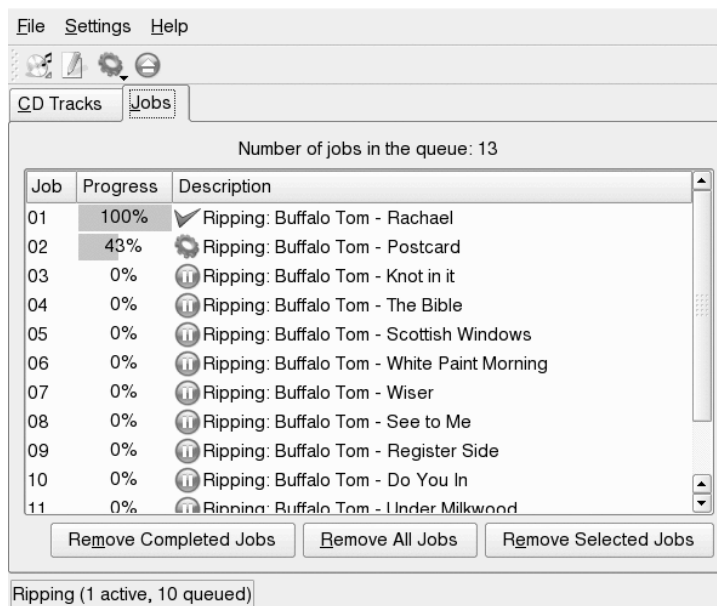 File Settings Help
CD Tracks Jobs
Number of jobs in the queue: 13
Job Progress Description
01 100% Ripping: Buffalo Tom - Rachael
02 43% Ripping: Buffalo Tom - Postcard
03 0% Ripping: Buffalo Tom - Knot in it
04 0% Ripping: Buffalo Tom - The Bible
05 0% Ripping: Buffalo Tom - Scottish Windows
06 0% Ripping: Buffalo Tom - White Paint Morning
07 0% Ripping: Buffalo Tom - Wiser
08 0% Ripping: Buffalo Tom - See to Me
09 0% Ripping: Buffalo Tom - Register Side
10 0% Ripping: Buffalo Tom - Do You In
11 0% Ripping: Buffalo Tom - Under Milkwood
Remove Completed Jobs Remove All Jobs Remove Selected Jobs
Ripping (1 active, 10 queued)